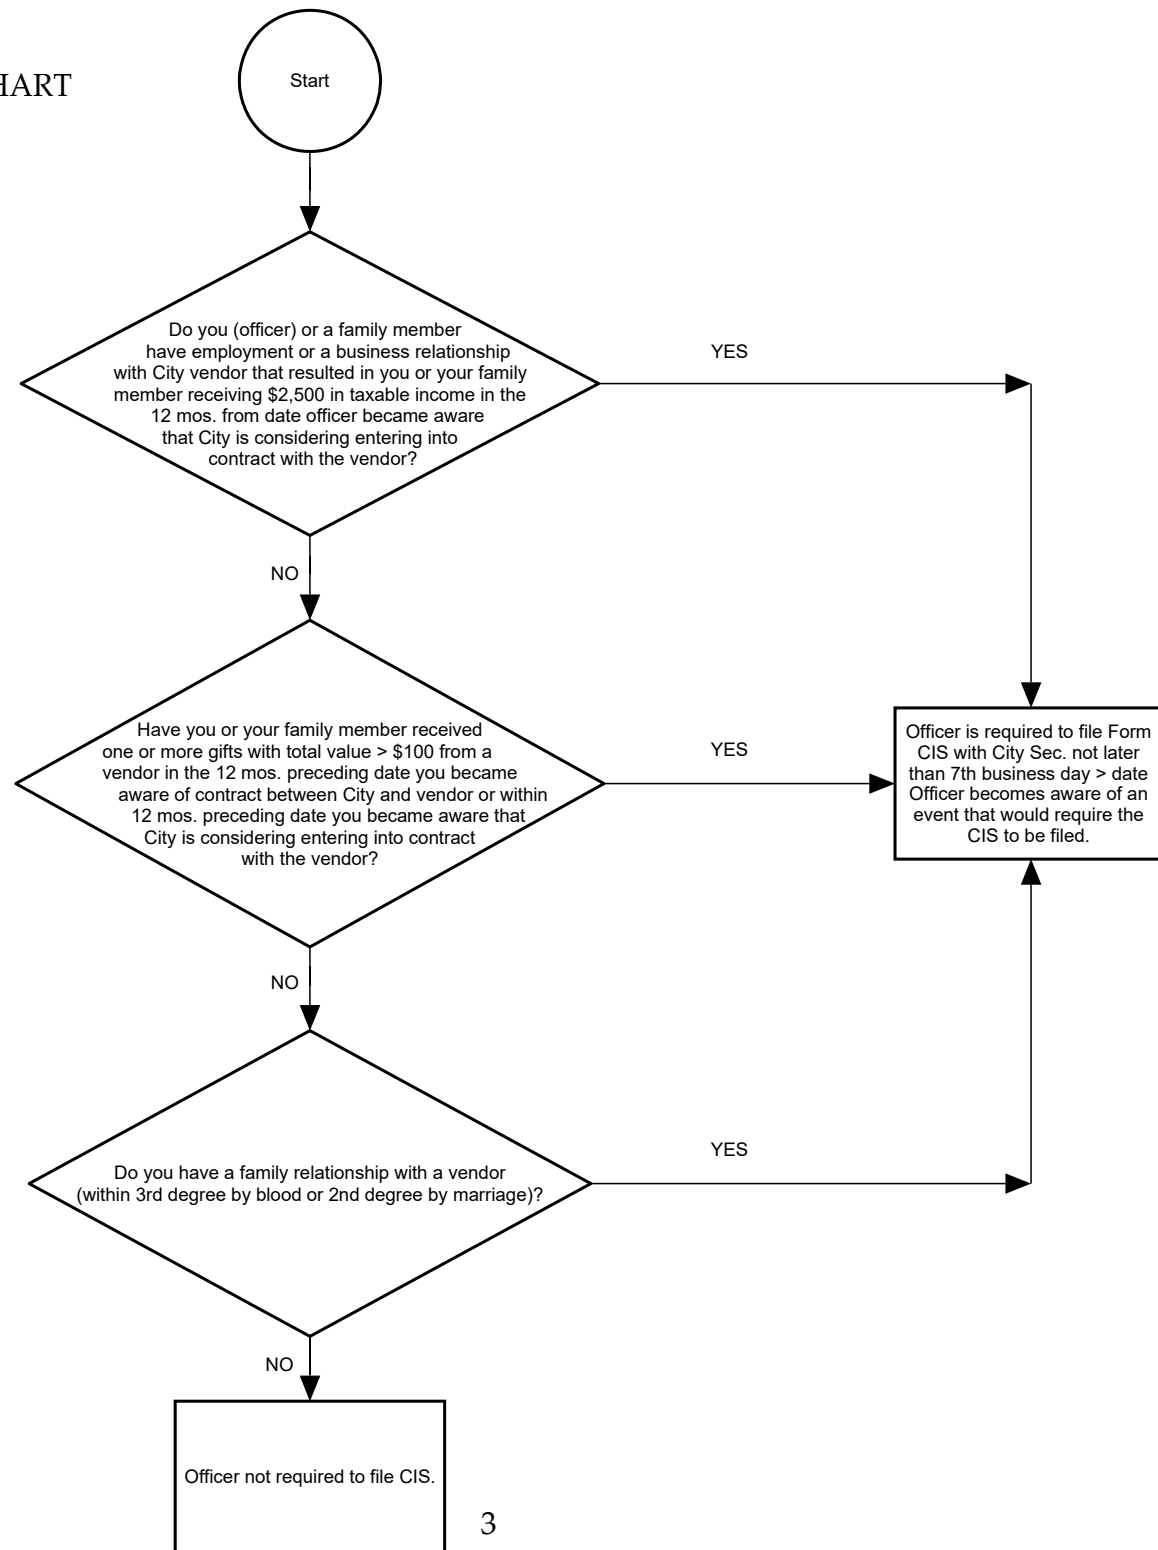 HART
Start
Do you (officer) or a family member
have employment or a business relationship
with City vendor that resulted in you or your family
member receiving $2,500 in taxable income in the
12 mos. from date officer became aware
that City is considering entering into
contract with the vendor?
YES
NO
Have you or your family member received
one or more gifts with total value > $100 from a
vendor in the 12 mos. preceding date you became
aware of contract between City and vendor or within
12 mos. preceding date you became aware that
City is considering entering into contract
with the vendor?
YES
Officer is required to file Form
CIS with City Sec. not later
than 7th business day > date
Officer becomes aware of an
event that would require the
CIS to be filed.
NO
Do you have a family relationship with a vendor
(within 3rd degree by blood or 2nd degree by marriage)?
YES
NO
Officer not required to file CIS.
3